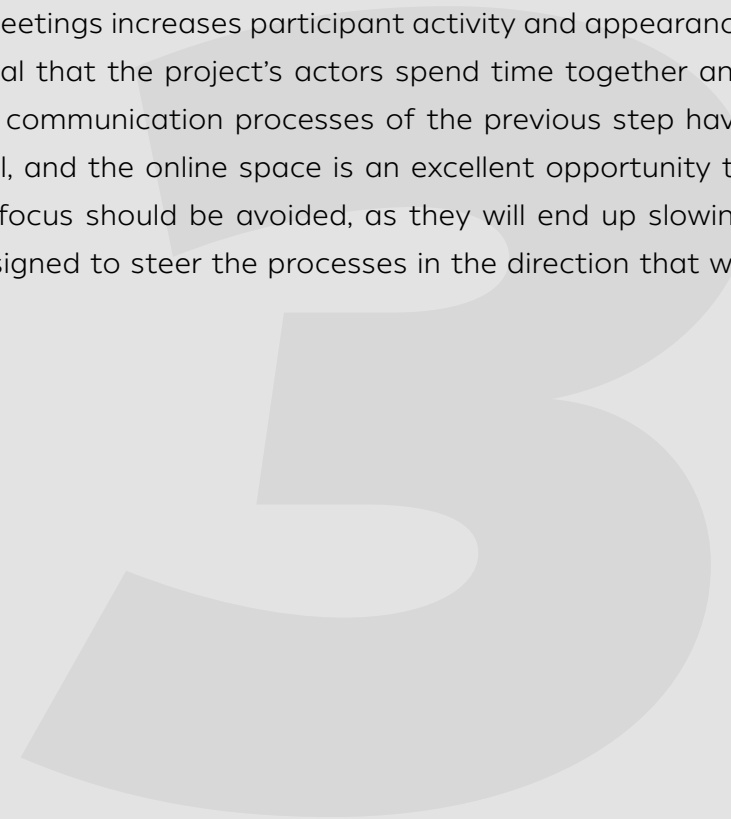 eetings increases participant activity and appearanc
al that the project's actors spend time together an
communication processes of the previous step hav
l, and the online space is an excellent opportunity t
focus should be avoided, as they will end up slowin
signed to steer the processes in the direction that w
3